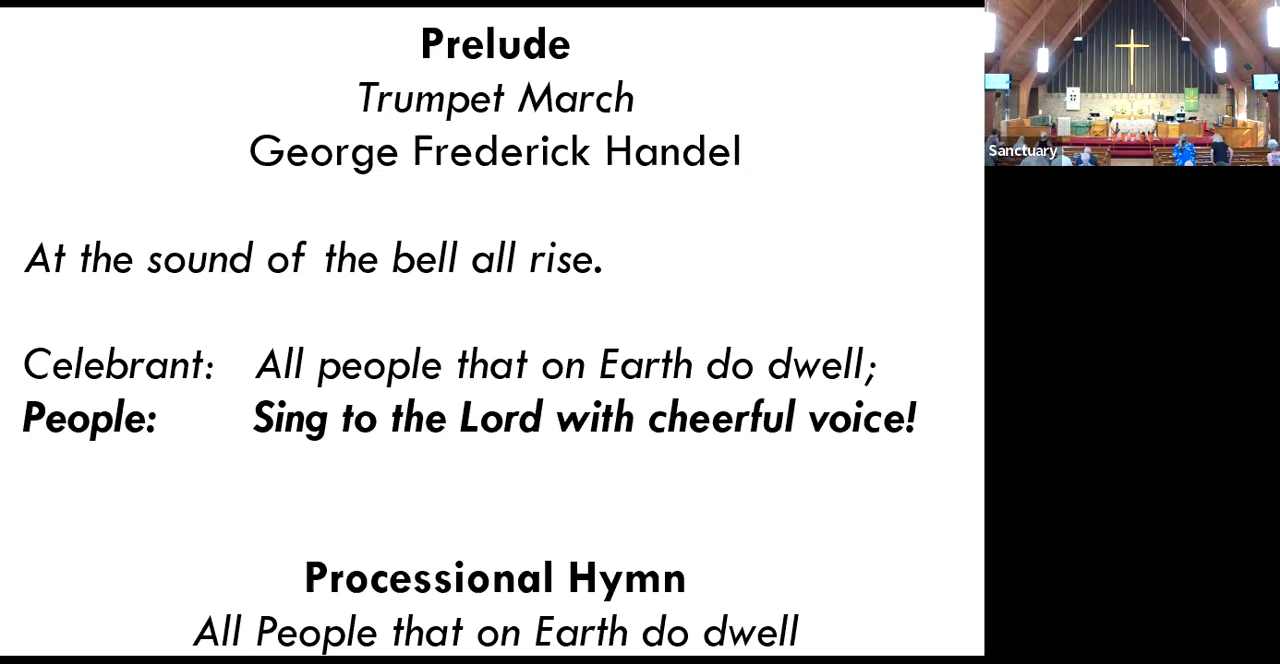 Prelude
Trumpet March
George Frederick Handel
At the sound of the bell all rise.
Celebrant: All people that on Earth do dwell;
People: Sing to the Lord with cheerful voice!
Processional Hymn
All People that on Earth do dwell
Sanctuary